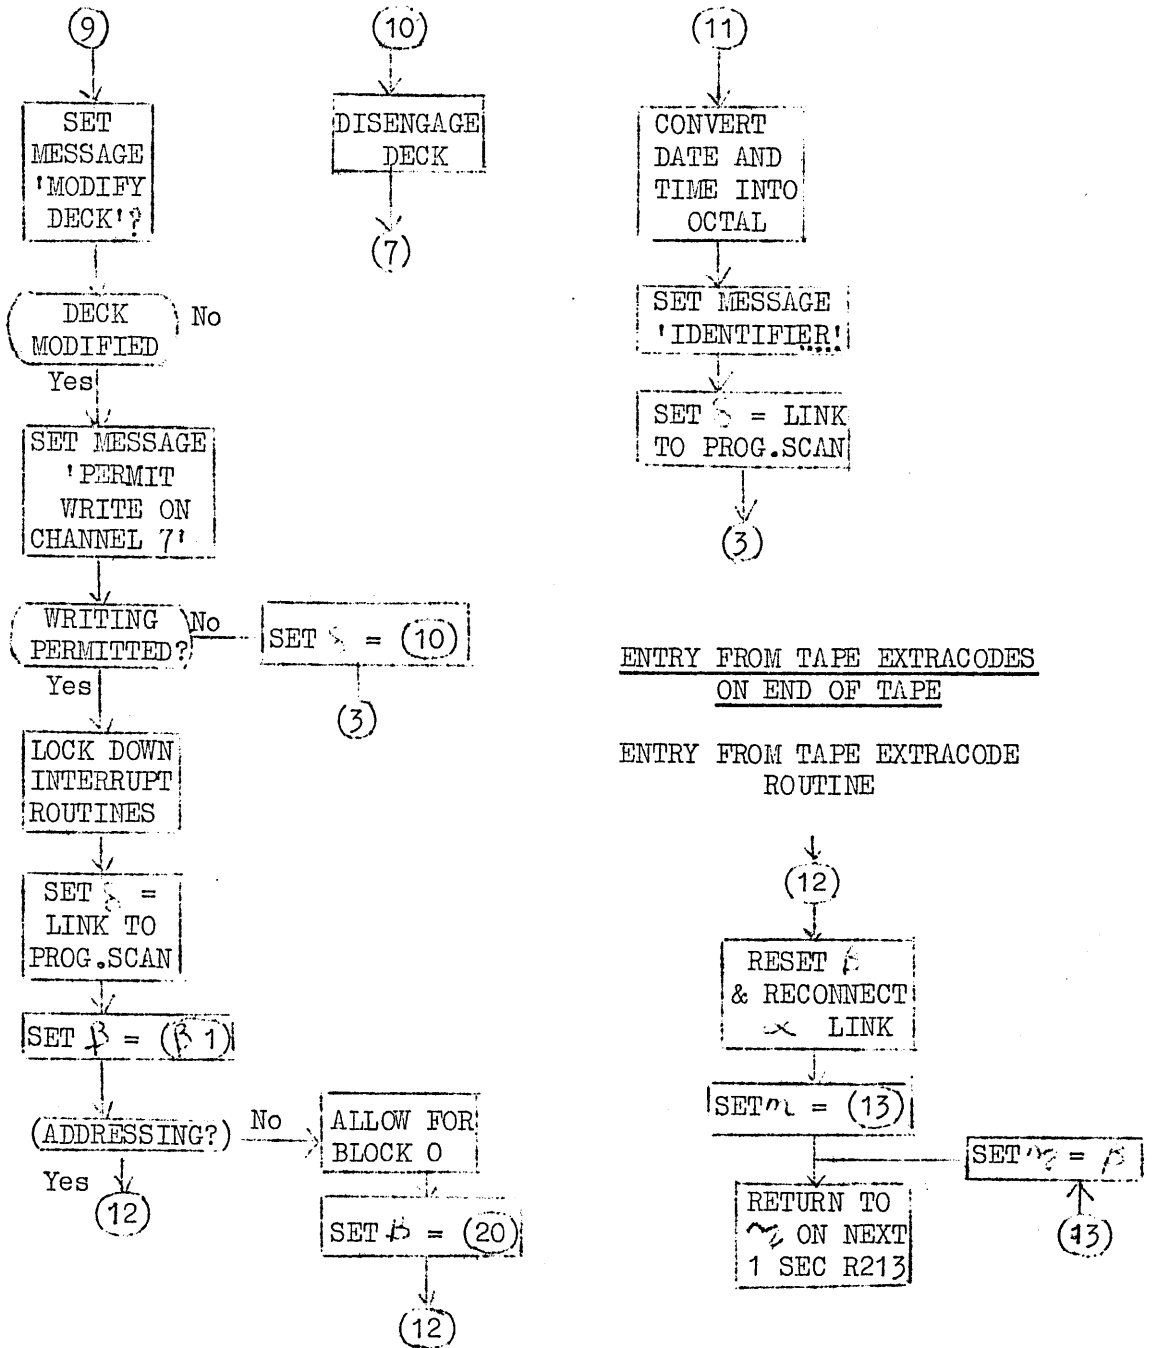 (9)
SET
MESSAGE
'MODIFY
DECK'?
DECK
MODIFIED
No
Yes
SET MESSAGE
'PERMIT
WRITE ON
CHANNEL 7'
WRITING
PERMITTED?
No
SET = (10)
(3)
Yes
LOCK DOWN
INTERRUPT
ROUTINES
SET =
LINK TO
PROG.SCAN
SET β = (β 1)
(ADDRESSING?)
No
ALLOW FOR
BLOCK 0
Yes
(12)
SET β = (20)
(12)
(10)
DISENGAGE
DECK
(7)
(11)
CONVERT
DATE AND
TIME INTO
OCTAL
SET MESSAGE
'IDENTIFIER'
SET = LINK
TO PROG.SCAN
(3)
ENTRY FROM TAPE EXTRACODES
ON END OF TAPE
ENTRY FROM TAPE EXTRACODE
ROUTINE
(12)
RESET β
& RECONNECT
∝ LINK
SET = (13)
SET = β
(13)
RETURN TO
ON NEXT
1 SEC R213